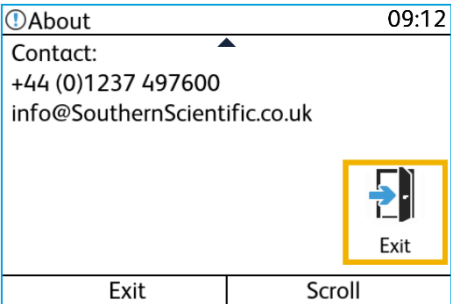 About
09:12
Contact:
+44 (0)1237 497600
info@SouthernScientific.co.uk
Exit
Exit
Scroll